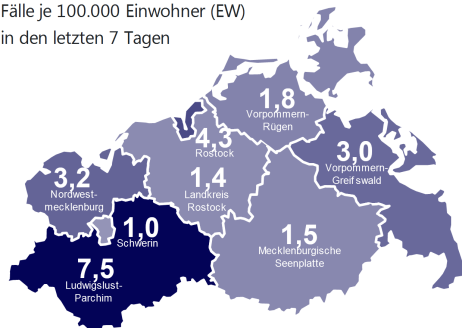 Fälle je 100.000 Einwohner (EW)
in den letzten 7 Tagen
1,8
Vorpommern-
Rügen
4,3
Rostock
3,0
Vorpommern-
Greifswald
3,2
Nordwest-
mecklenburg
1,4
Landkreis
Rostock
1,0
Schwerin
1,5
Mecklenburgische
Seenplatte
7,5
Ludwigslust-
Parchim